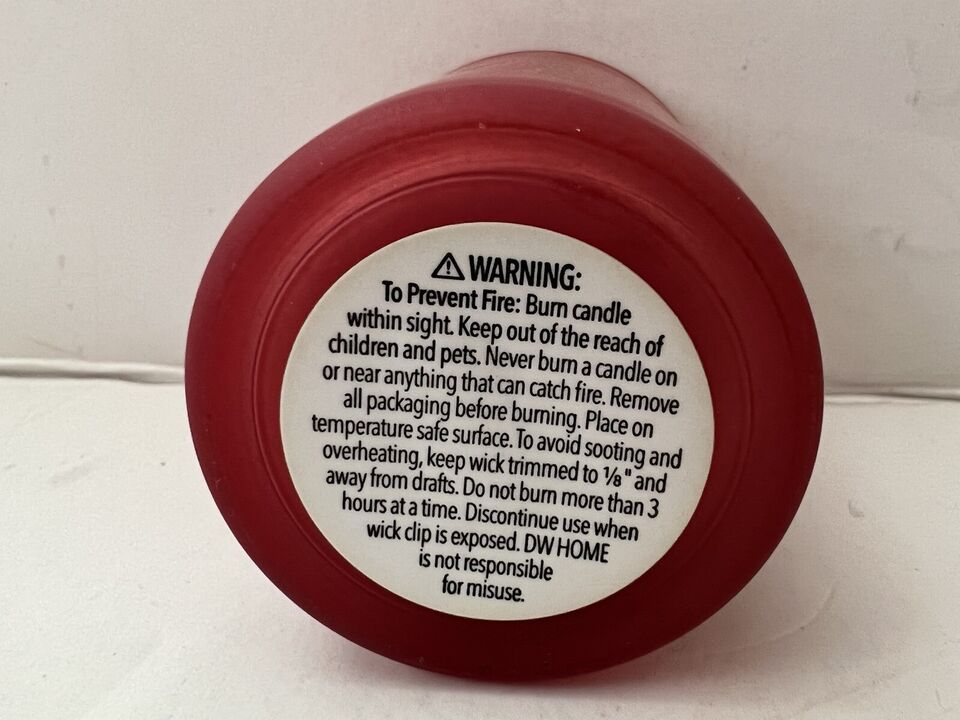 ⚠ WARNING:
To Prevent Fire: Burn candle
within sight. Keep out of the reach of
children and pets. Never burn a candle on
or near anything that can catch fire. Remove
all packaging before burning. Place on
temperature safe surface. To avoid sooting and
overheating, keep wick trimmed to ⅛" and
away from drafts. Do not burn more than 3
hours at a time. Discontinue use when
wick clip is exposed. DW HOME
is not responsible
for misuse.